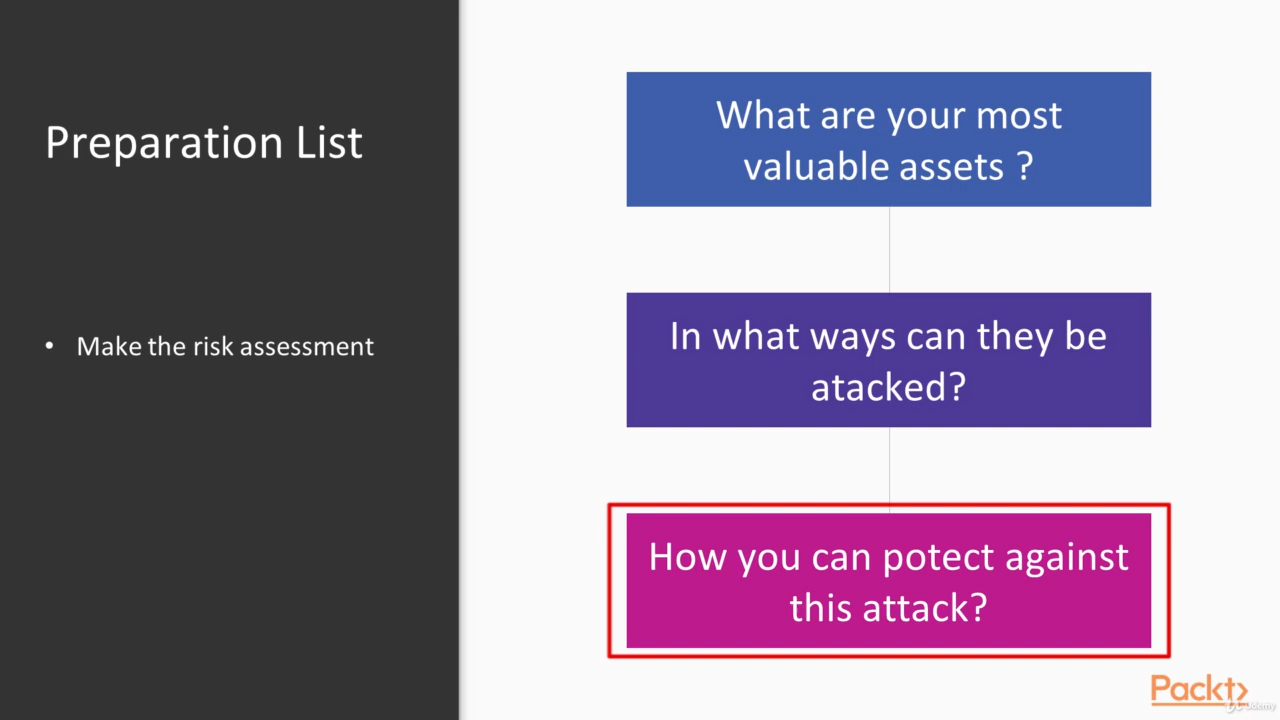 Preparation List
• Make the risk assessment
What are your most
valuable assets ?
In what ways can they be
atacked?
How you can potect against
this attack?
Packt>
Udemy